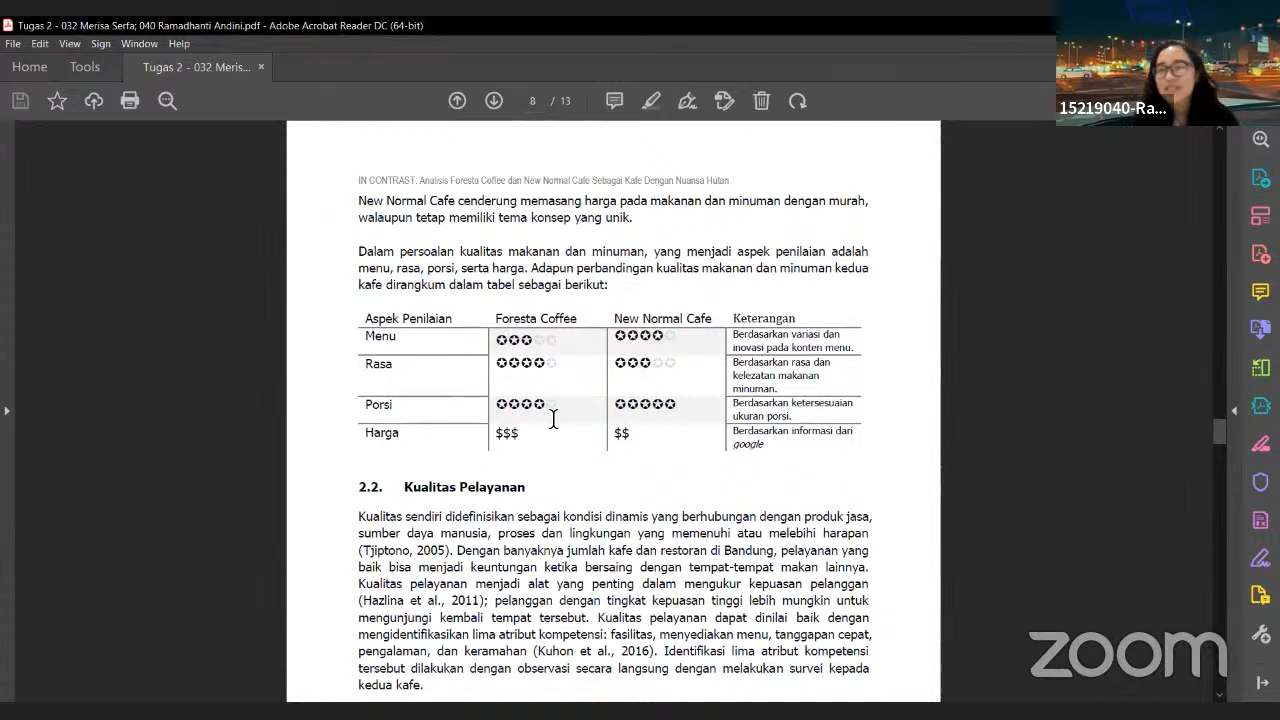 Tugas 2 - 032 Merisa Serfa; 040 Ramadhanti Andini.pdf - Adobe Acrobat Reader DC (64-bit)
File Edit View Sign Window Help
Home Tools Tugas 2 - 032 Meris... ×
8 / 13
15219040-Ra...
IN CONTRAST: Analisis Foresta Coffee dan New Normal Cafe Sebagai Kafe Dengan Nuansa Hutan
New Normal Cafe cenderung memasang harga pada makanan dan minuman dengan murah,
walaupun tetap memiliki tema konsep yang unik.
Dalam persoalan kualitas makanan dan minuman, yang menjadi aspek penilaian adalah
menu, rasa, porsi, serta harga. Adapun perbandingan kualitas makanan dan minuman kedua
kafe dirangkum dalam tabel sebagai berikut:
Aspek Penilaian Foresta Coffee New Normal Cafe Keterangan
Menu ✪✪✪✪✪ ✪✪✪✪✪ Berdasarkan variasi dan
inovasi pada konten menu.
Rasa ✪✪✪✪✪ ✪✪✪✪✪ Berdasarkan rasa dan
kelezatan makanan
minuman.
Porsi ✪✪✪✪✪ ✪✪✪✪✪ Berdasarkan ketersesuaian
ukuran porsi.
Harga $$$ $$ Berdasarkan informasi dari
google
2.2. Kualitas Pelayanan
Kualitas sendiri didefinisikan sebagai kondisi dinamis yang berhubungan dengan produk jasa,
sumber daya manusia, proses dan lingkungan yang memenuhi atau melebihi harapan
(Tjiptono, 2005). Dengan banyaknya jumlah kafe dan restoran di Bandung, pelayanan yang
baik bisa menjadi keuntungan ketika bersaing dengan tempat-tempat makan lainnya.
Kualitas pelayanan menjadi alat yang penting dalam mengukur kepuasan pelanggan
(Hazlina et al., 2011); pelanggan dengan tingkat kepuasan tinggi lebih mungkin untuk
mengunjungi kembali tempat tersebut. Kualitas pelayanan dapat dinilai baik dengan
mengidentifikasikan lima atribut kompetensi: fasilitas, menyediakan menu, tanggapan cepat,
pengalaman, dan keramahan (Kuhon et al., 2016). Identifikasi lima atribut kompetensi
tersebut dilakukan dengan observasi secara langsung dengan melakukan survei kepada
kedua kafe.
zoom